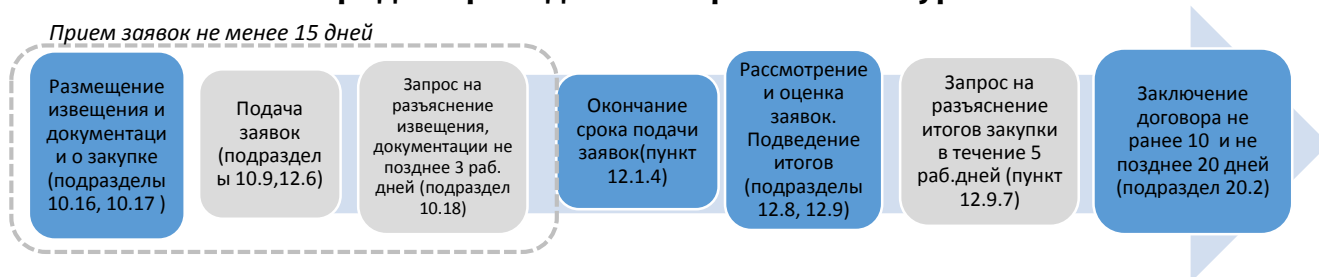 Прием заявок не менее 15 дней
Размещение
извещения и
документаци
и о закупке
(подразделы
10.16, 10.17 )
Подача
заявок
(подраздел
ы 10.9,12.6)
Запрос на
разъяснение
извещения,
документации не
позднее 3 раб.
дней (подраздел
10.18)
Окончание
срока подачи
заявок(пункт
12.1.4)
Рассмотрение
и оценка
заявок.
Подведение
итогов
(подразделы
12.8, 12.9)
Запрос на
разъяснение
итогов закупки
в течение 5
раб.дней (пункт
12.9.7)
Заключение
договора не
ранее 10 и не
позднее 20 дней
(подраздел 20.2)